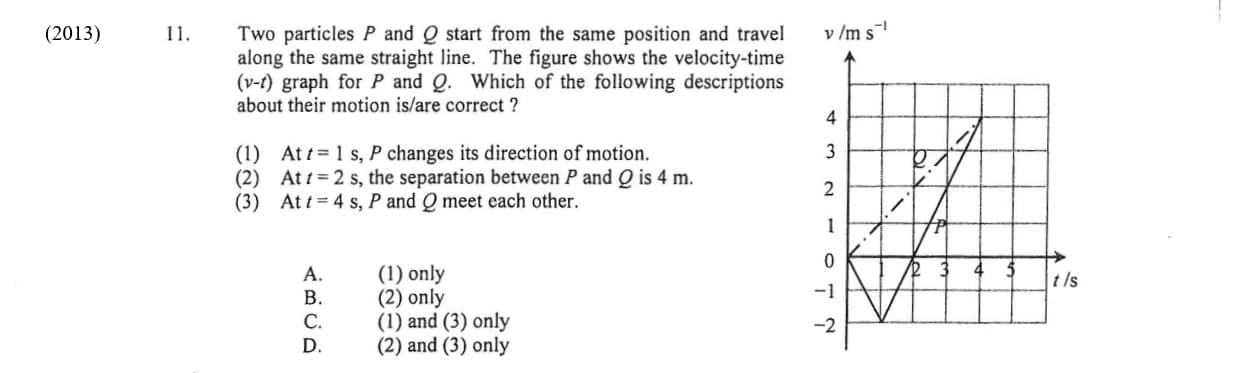 (2013) 11. Two particles P and Q start from the same position and travel
along the same straight line. The figure shows the velocity-time
(v-t) graph for P and Q. Which of the following descriptions
about their motion is/are correct ?
(1) At t = 1 s, P changes its direction of motion.
(2) At t = 2 s, the separation between P and Q is 4 m.
(3) At t = 4 s, P and Q meet each other.
A. (1) only
B. (2) only
C. (1) and (3) only
D. (2) and (3) only
v /m s⁻¹
4
3
Q
2
1
P
0
1 2 3 4 5
t /s
−1
−2